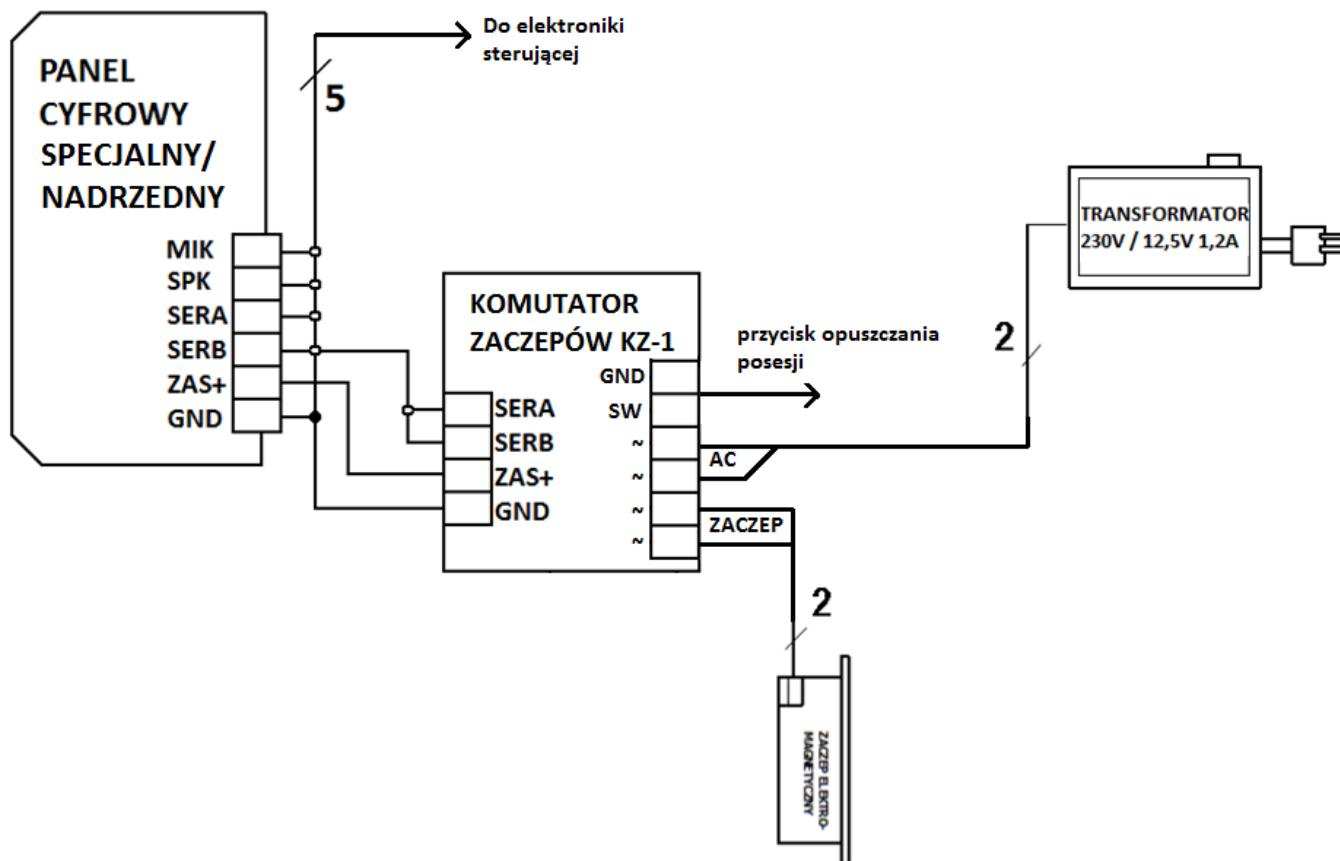 Do elektroniki
sterującej
PANEL
CYFROWY
SPECJALNY/
NADRZEDNY
5
MIK
SPK
SERA
SERB
ZAS+
GND
KOMUTATOR
ZACZEPÓW KZ-1
SERA
SERB
ZAS+
GND
GND
SW
~
~
~
~
AC
ZACZEP
przycisk opuszczania
posesji
2
TRANSFORMATOR
230V / 12,5V 1,2A
2
ZACZEP ELEKTRO-
MAGNETYCZNY